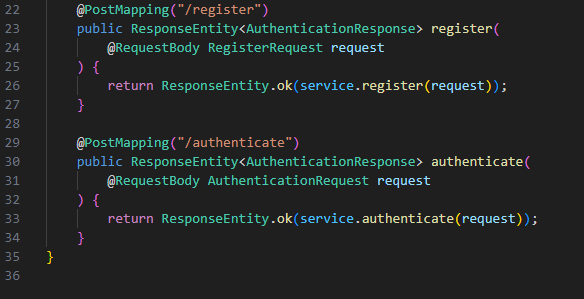 22 @PostMapping("/register")
23 public ResponseEntity<AuthenticationResponse> register(
24 @RequestBody RegisterRequest request
25 ) {
26 return ResponseEntity.ok(service.register(request));
27 }
28
29 @PostMapping("/authenticate")
30 public ResponseEntity<AuthenticationResponse> authenticate(
31 @RequestBody AuthenticationRequest request
32 ) {
33 return ResponseEntity.ok(service.authenticate(request));
34 }
35 }
36